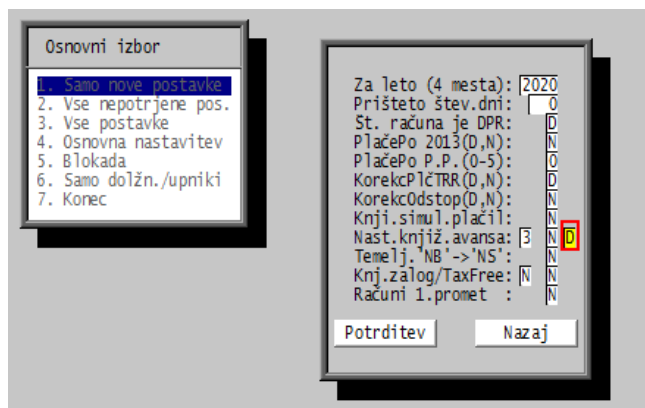 Osnovni izbor
1. Samo nove postavke
2. Vse nepotrjene pos.
3. Vse postavke
4. Osnovna nastavitev
5. Blokada
6. Samo dolžn./upniki
7. Konec
Za leto (4 mesta): 2020
Prišteto štev.dni: 0
Št. računa je DPR: D
PlačePo 2013(D,N): N
PlačePo P.P.(0-5): 0
KorekcPlčTRR(D,N): D
KorekcOdstop(D,N): N
Knji.simul.plačil: N
Nast.knjiž.avansa: 3 N D
Temelj.'NB'->'NS': N
Knj.zalog/TaxFree: N N
Računi 1.promet : N
Potrditev Nazaj